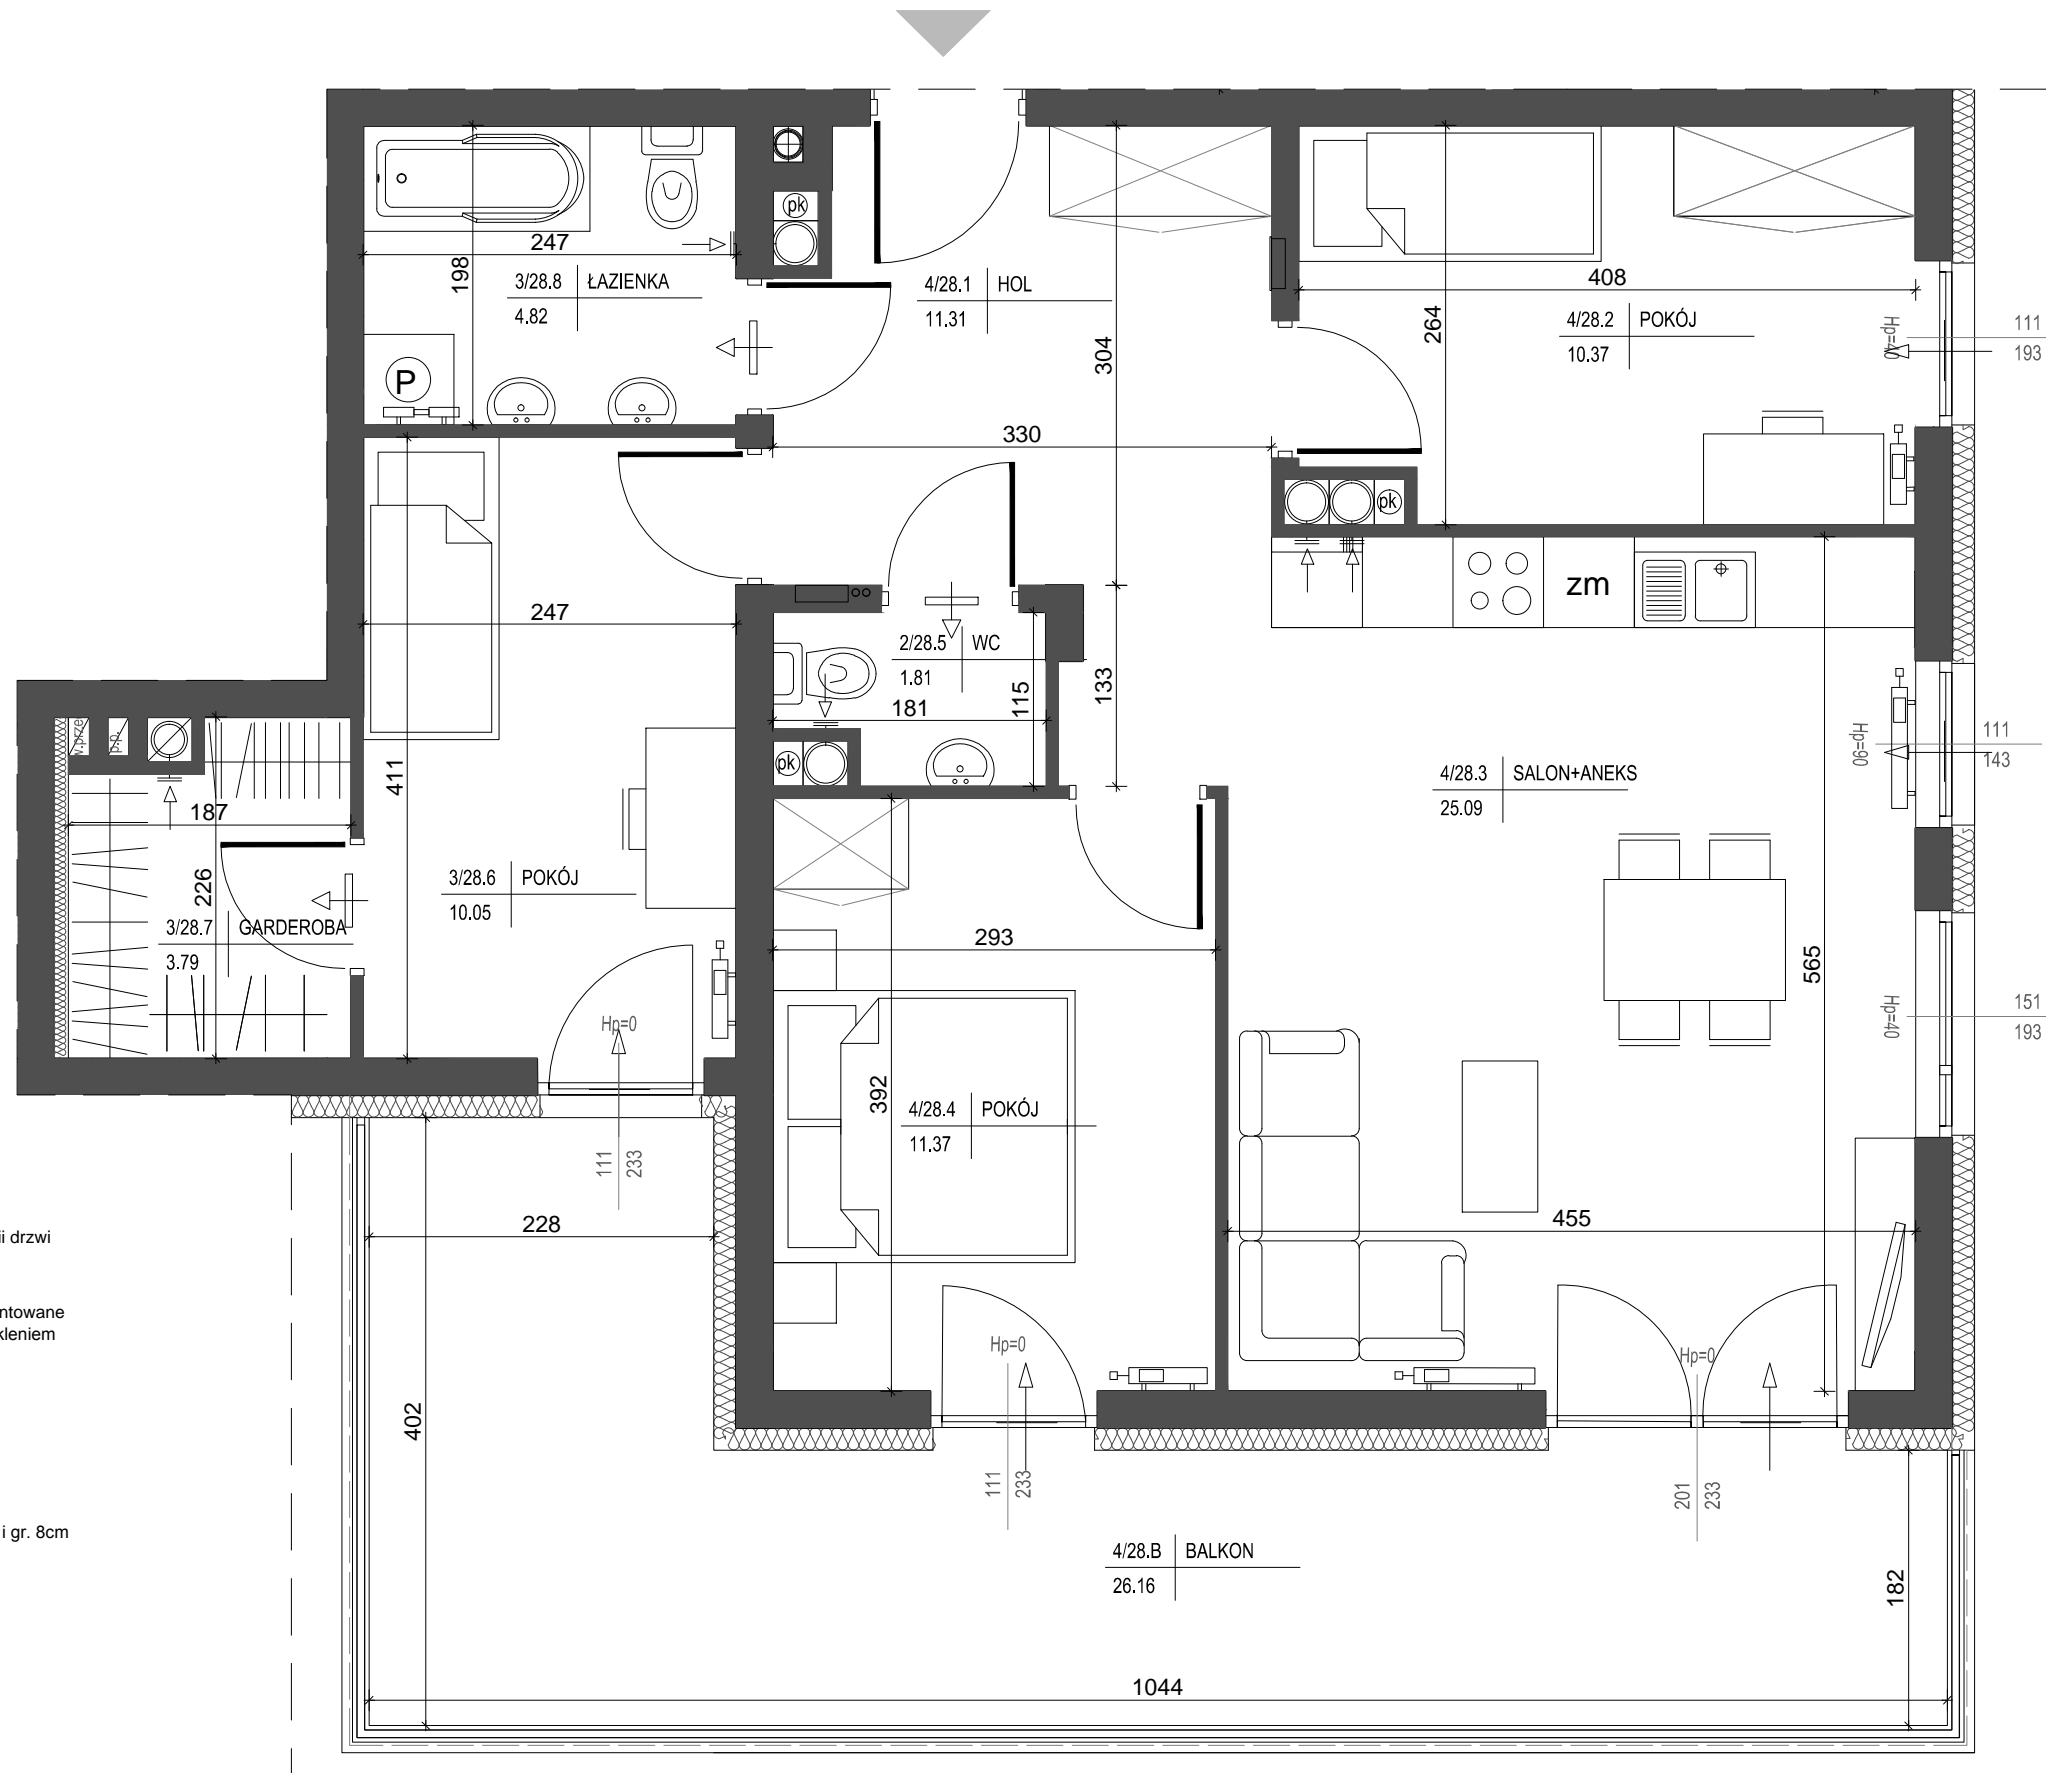 pk
247
198
3/28.8 ŁAZIENKA
4.82
4/28.1 HOL
11.31
408
264
4/28.2 POKÓJ
10.37
Hp=40
111
193
P
304
330
pk
zm
247
2/28.5 WC
1.81
181
115
133
pk
p.p.
187
411
226
3/28.7 GARDEROBA
3.79
3/28.6 POKÓJ
10.05
4/28.3 SALON+ANEKS
25.09
Hp=90
111
143
293
565
Hp=40
151
193
Hp=0
392
4/28.4 POKÓJ
11.37
111
233
228
455
ii drzwi
ntowane
kleniem
Hp=0
Hp=0
402
111
233
201
233
i gr. 8cm
4/28.B BALKON
26.16
182
1044